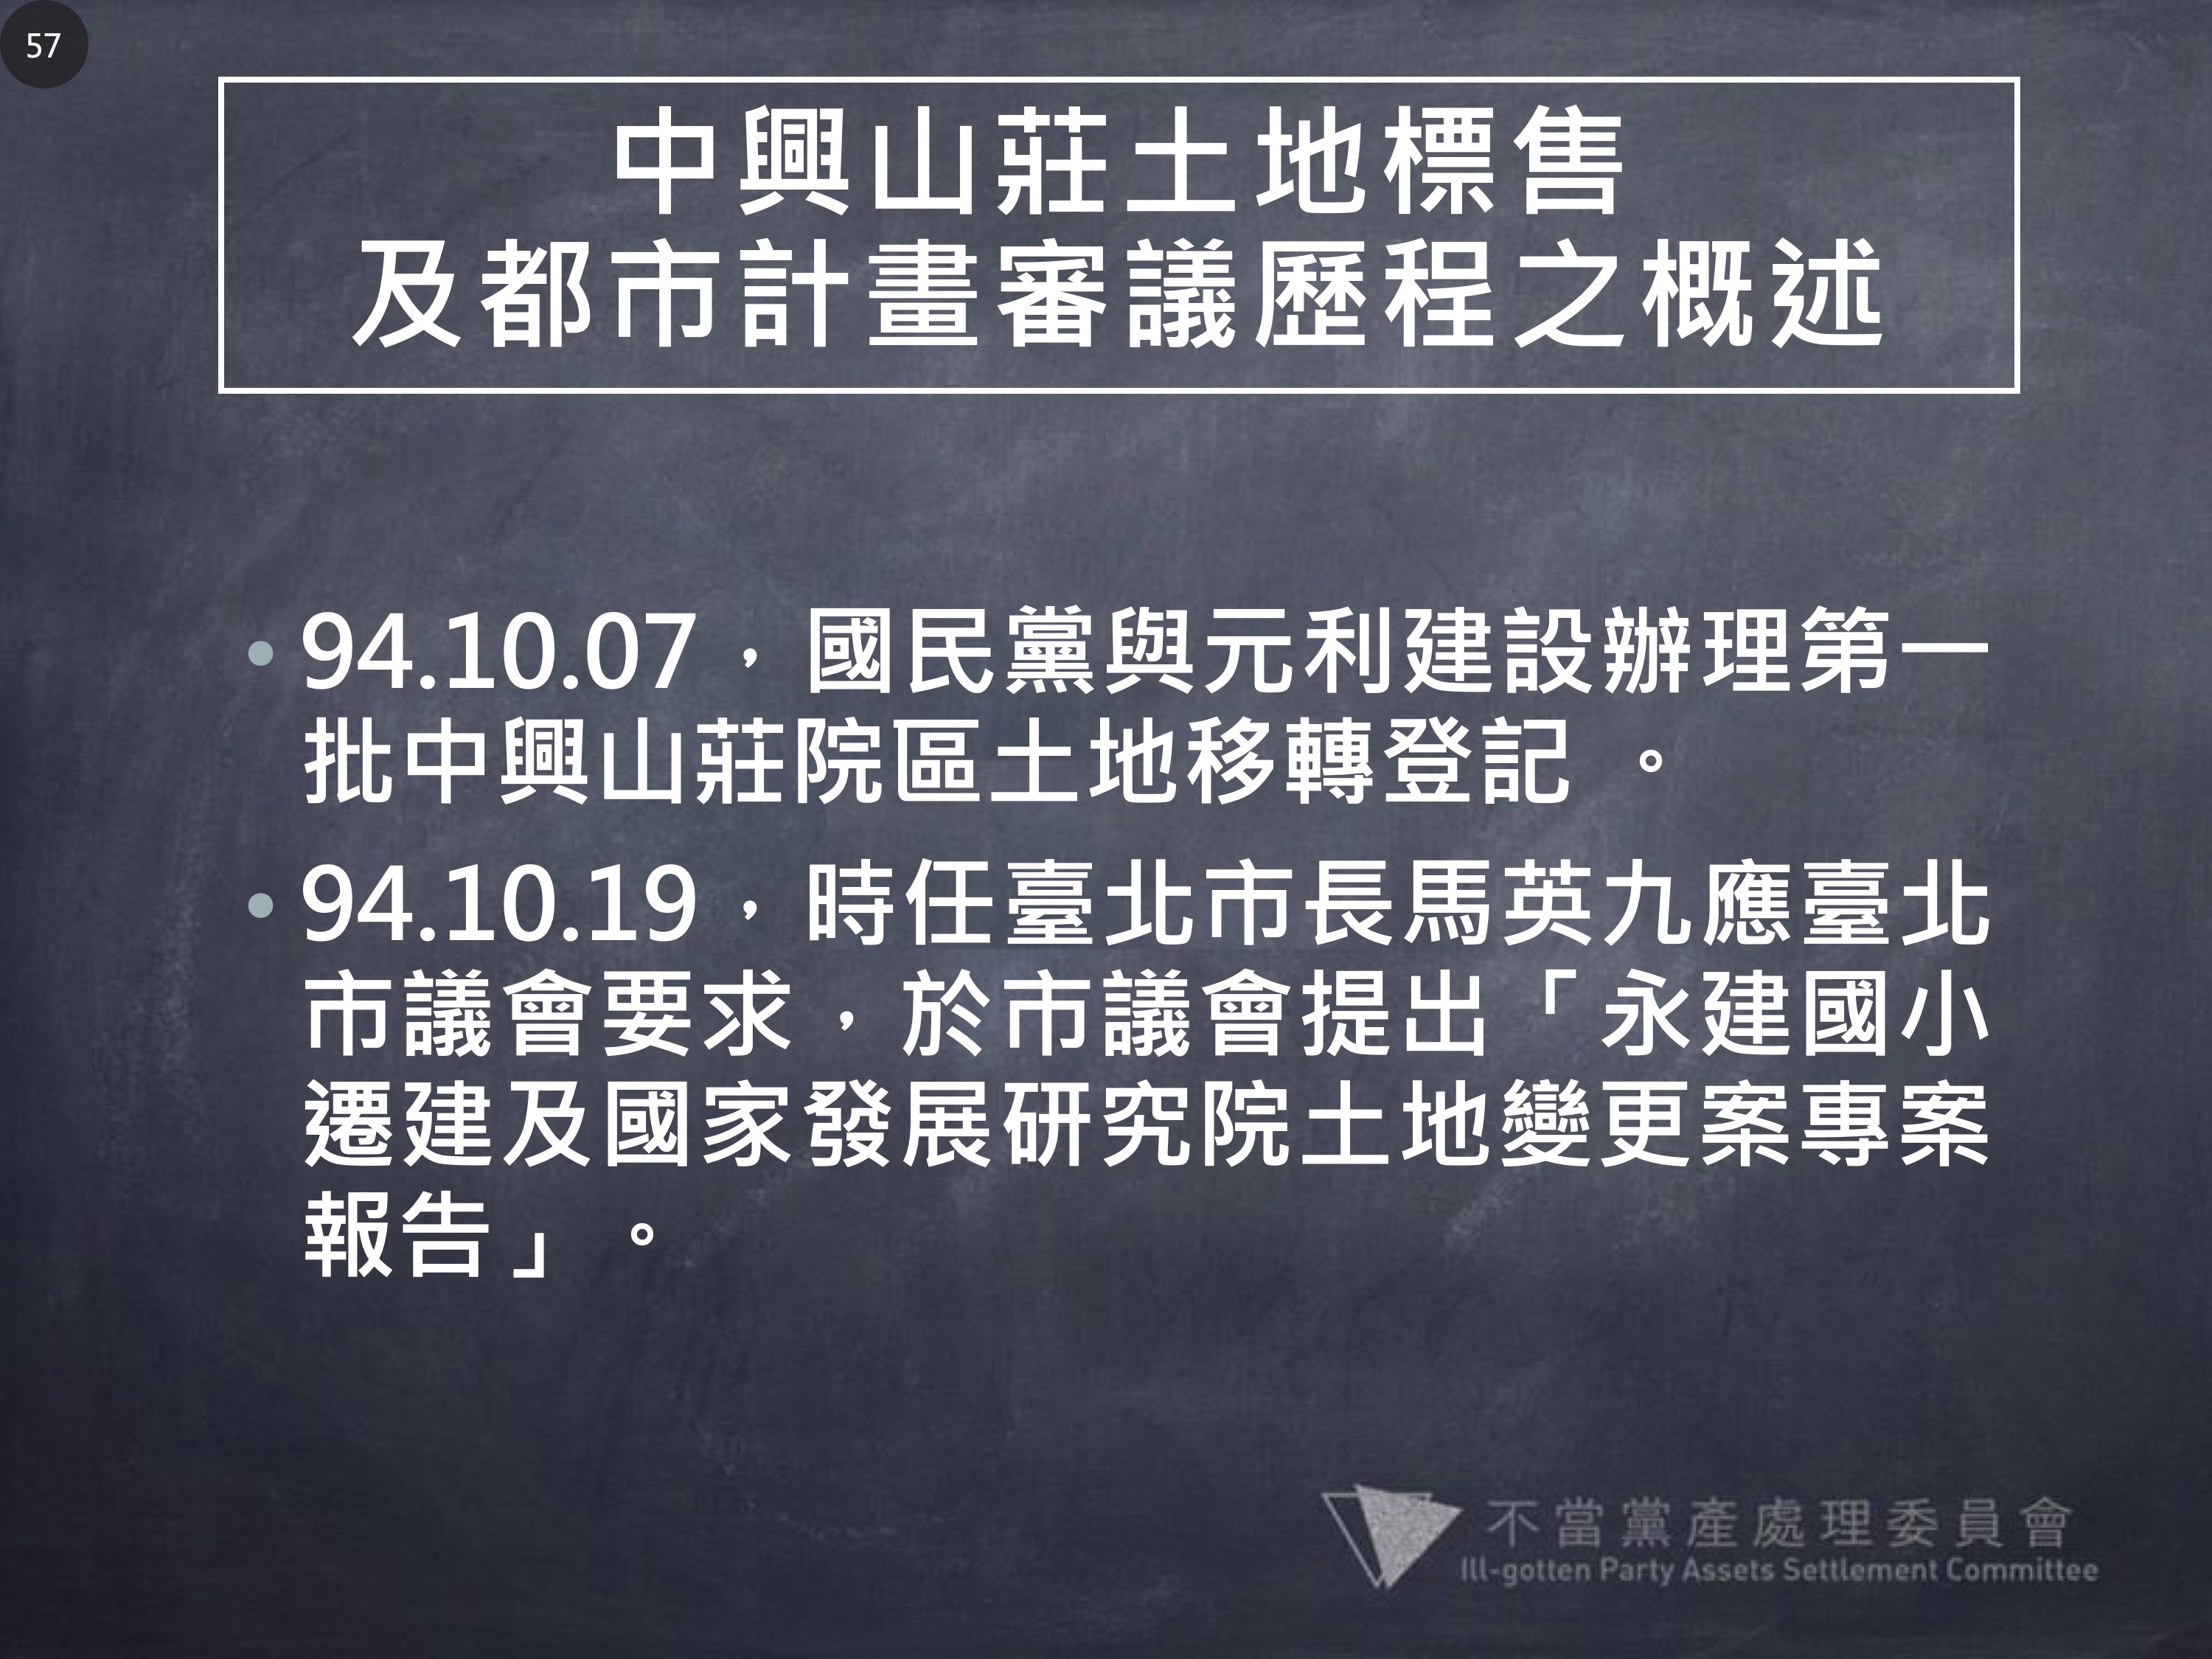 57
中興山莊土地標售
及都市計畫審議歷程之概述
94.10.07，國民黨與元利建設辦理第一
批中興山莊院區土地移轉登記 。
94.10.19，時任臺北市長馬英九應臺北
市議會要求，於市議會提出「永建國小
遷建及國家發展研究院土地變更案專案
報告」 。
不當黨產處理委員會
Ill-gotten Party Assets Settlement Committee